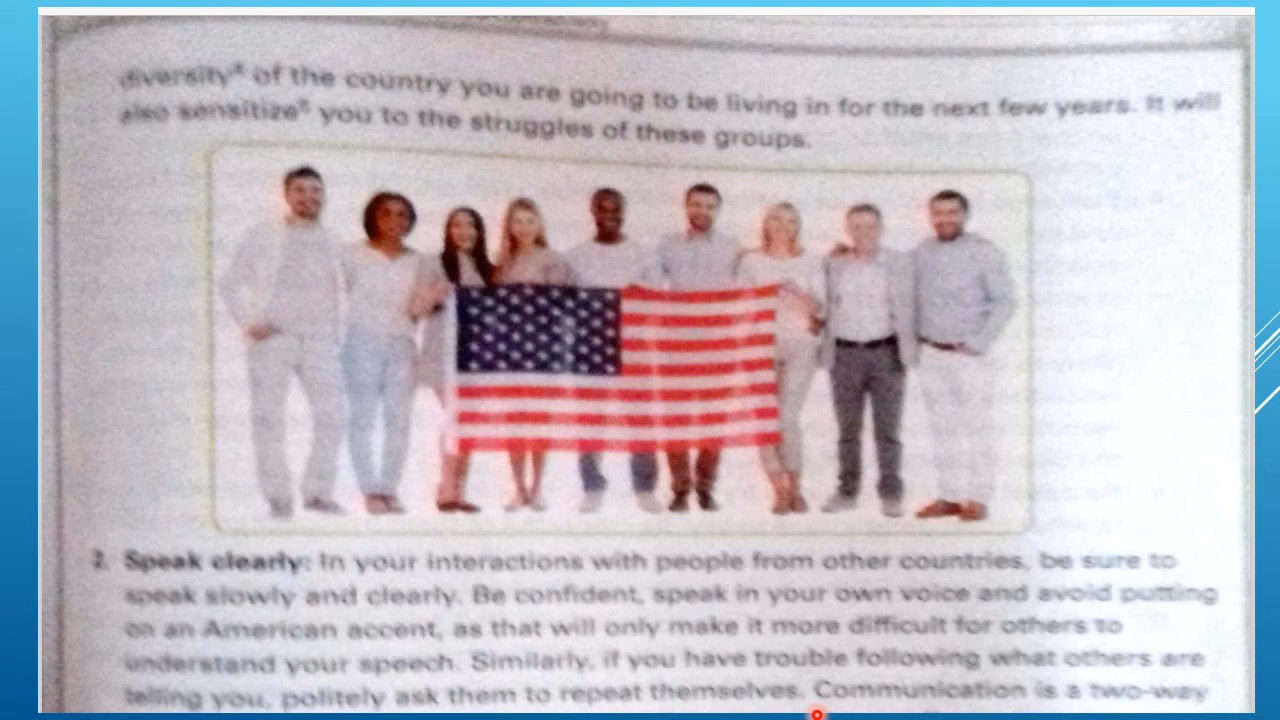 diversity⁴ of the country you are going to be living in for the next few years. It will
also sensitize⁵ you to the struggles of these groups.
2. Speak clearly: In your interactions with people from other countries, be sure to
speak slowly and clearly. Be confident, speak in your own voice and avoid putting
on an American accent, as that will only make it more difficult for others to
understand your speech. Similarly, if you have trouble following what others are
telling you, politely ask them to repeat themselves. Communication is a two-way